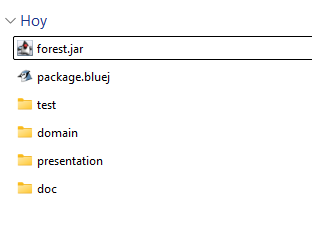 Hoy
forest.jar
package.bluej
test
domain
presentation
doc